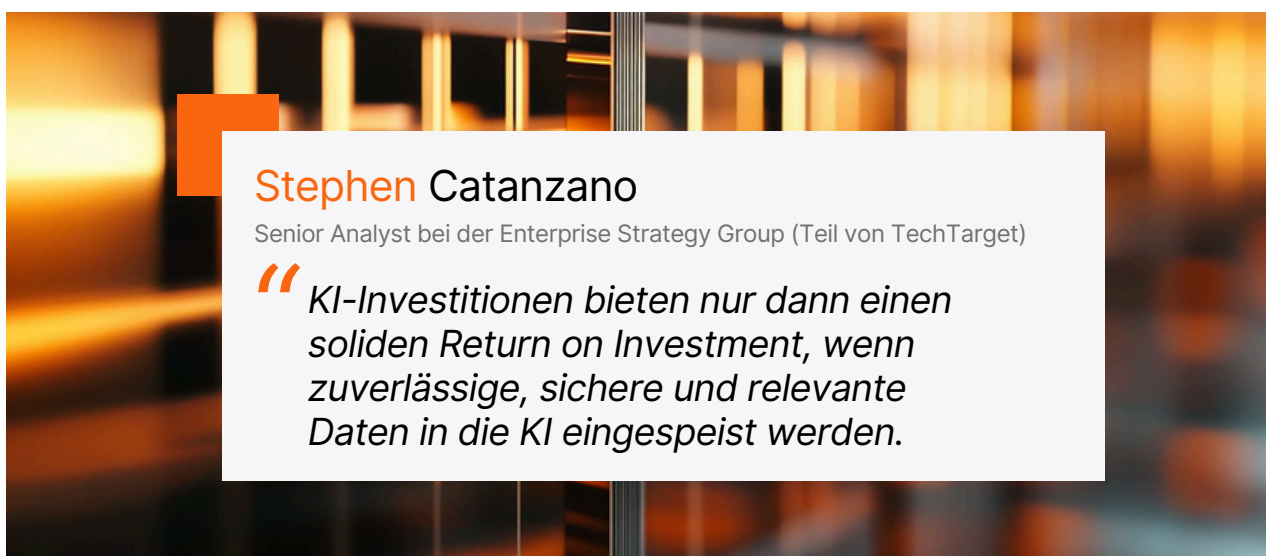 Stephen Catanzano
Senior Analyst bei der Enterprise Strategy Group (Teil von TechTarget)
“KI-Investitionen bieten nur dann einen
soliden Return on Investment, wenn
zuverlässige, sichere und relevante
Daten in die KI eingespeist werden.